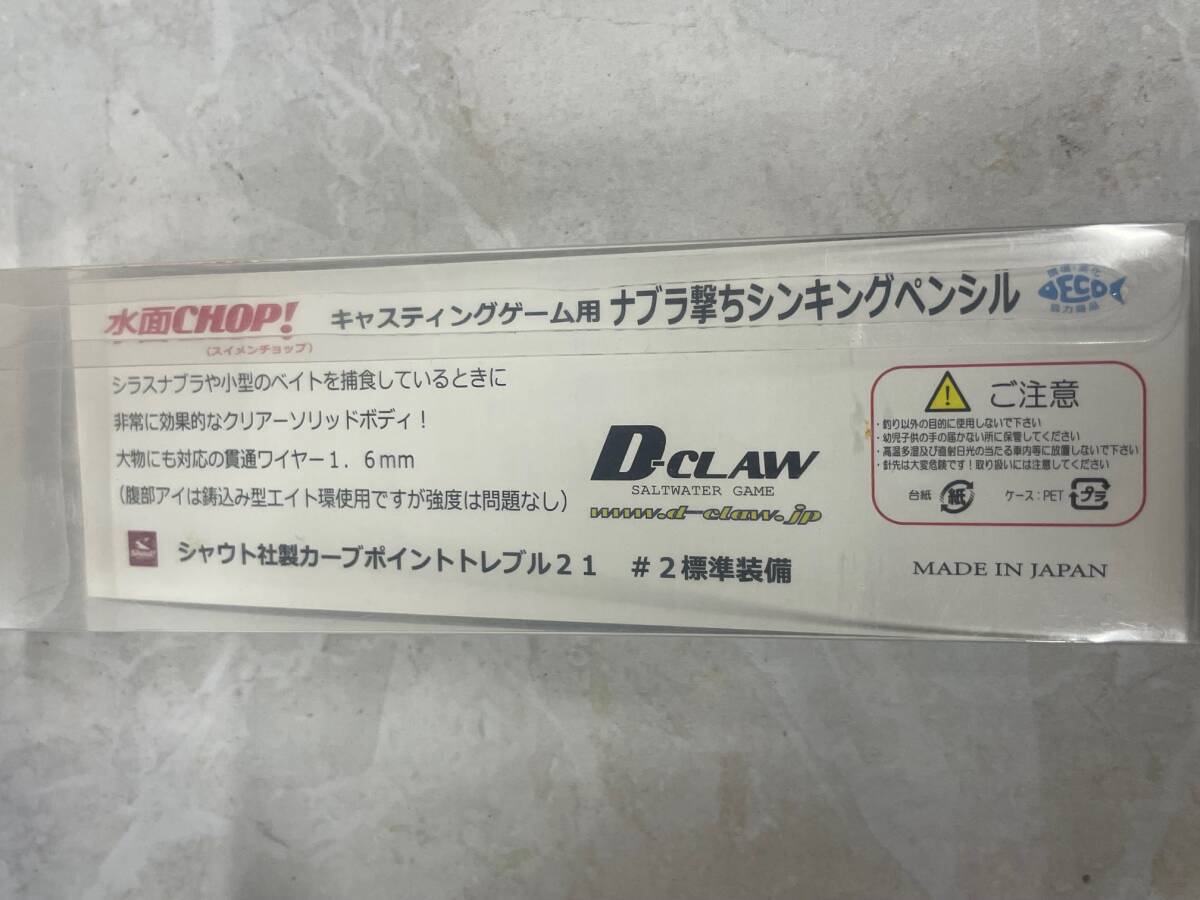 水面CHOP!
(スイメンチョップ)
キャスティングゲーム用 ナブラ撃ちシンキングペンシル
環境・美化
ECO
協力商品
シラスナブラや小型のベイトを捕食しているときに
非常に効果的なクリアーソリッドボディ！
大物にも対応の貫通ワイヤー1．6mm
（腹部アイは鋳込み型エイト環使用ですが強度は問題なし）
Shout!
シャウト社製カーブポイントトレブル２１ ＃２標準装備
D-CLAW
SALTWATER GAME
www.d-claw.jp
ご注意
・釣り以外の目的に使用しないで下さい
・幼児子供の手の届かない所に保管してください
・高温多湿及び直射日光の当たる車内等に放置しないで下さい
・針先は大変危険です！取り扱いには注意してください
台紙 紙 ケース：PET プラ
MADE IN JAPAN